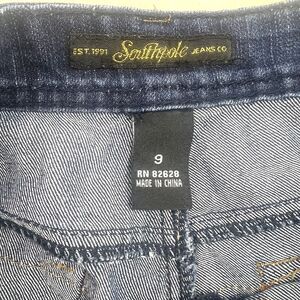 EST. 1991 Southpole JEANS CO
9
RN 82628
MADE IN CHINA